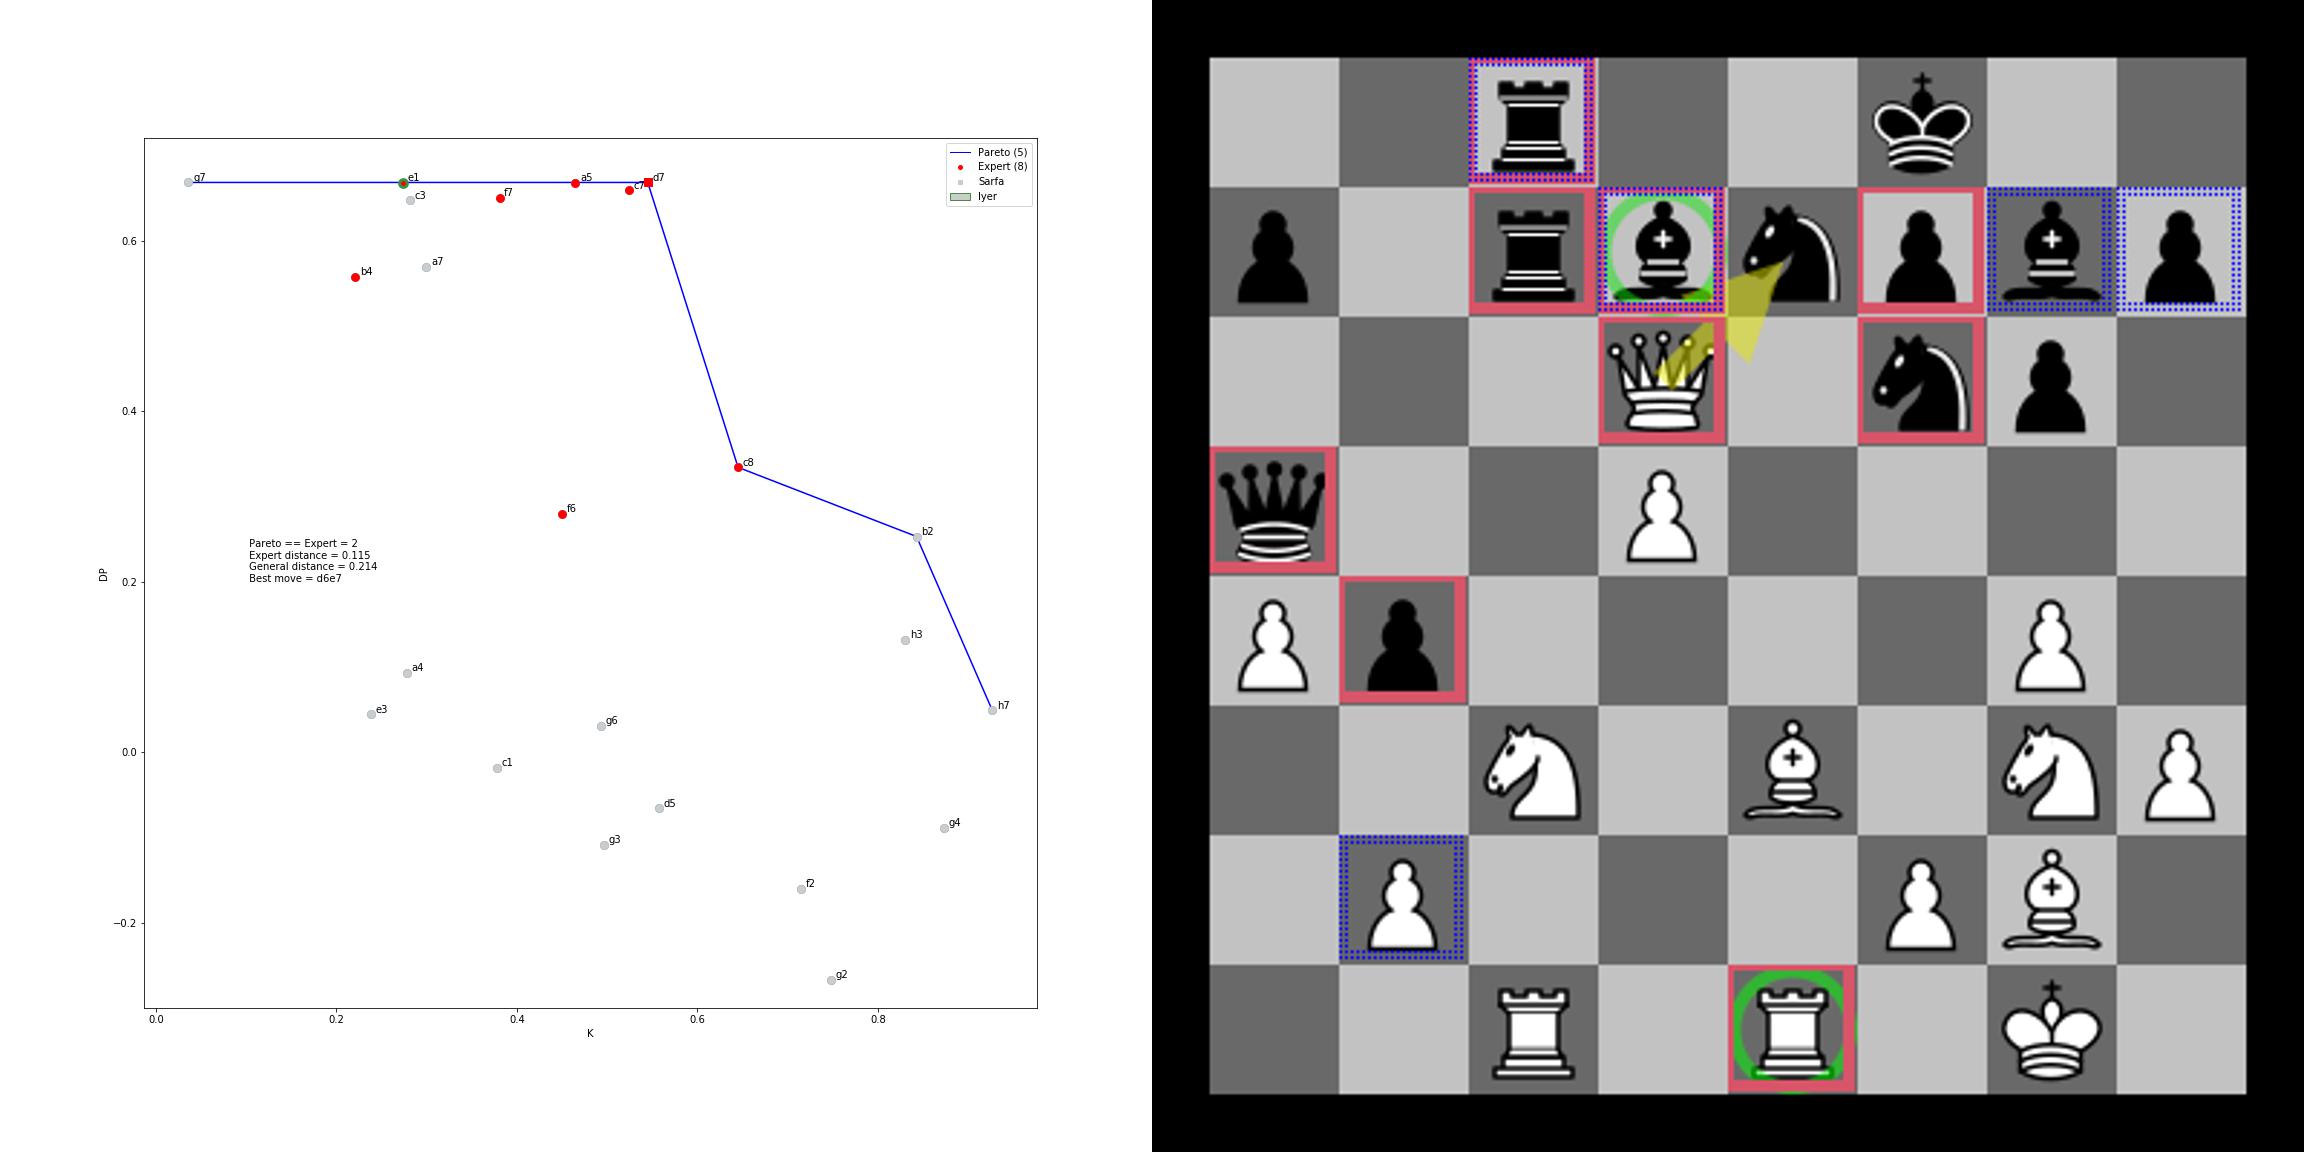 Pareto (5)
Expert (8)
Sarfa
Iyer
g7
e1
c3
f7
a5
c7
d7
b4
a7
c8
f6
b2
Pareto == Expert = 2
Expert distance = 0.115
General distance = 0.214
Best move = d6e7
h3
a4
e3
g6
h7
c1
d5
g4
g3
f2
g2
0.6
0.4
0.2
0.0
−0.2
DP
0.0 0.2 0.4 0.6 0.8
K